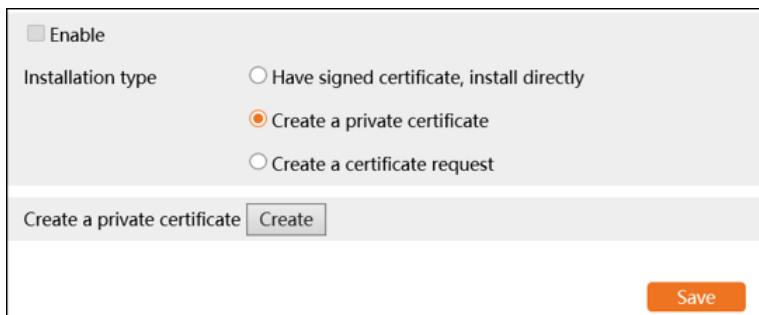 Enable
Installation type
Have signed certificate, install directly
Create a private certificate
Create a certificate request
Create a private certificate Create
Save